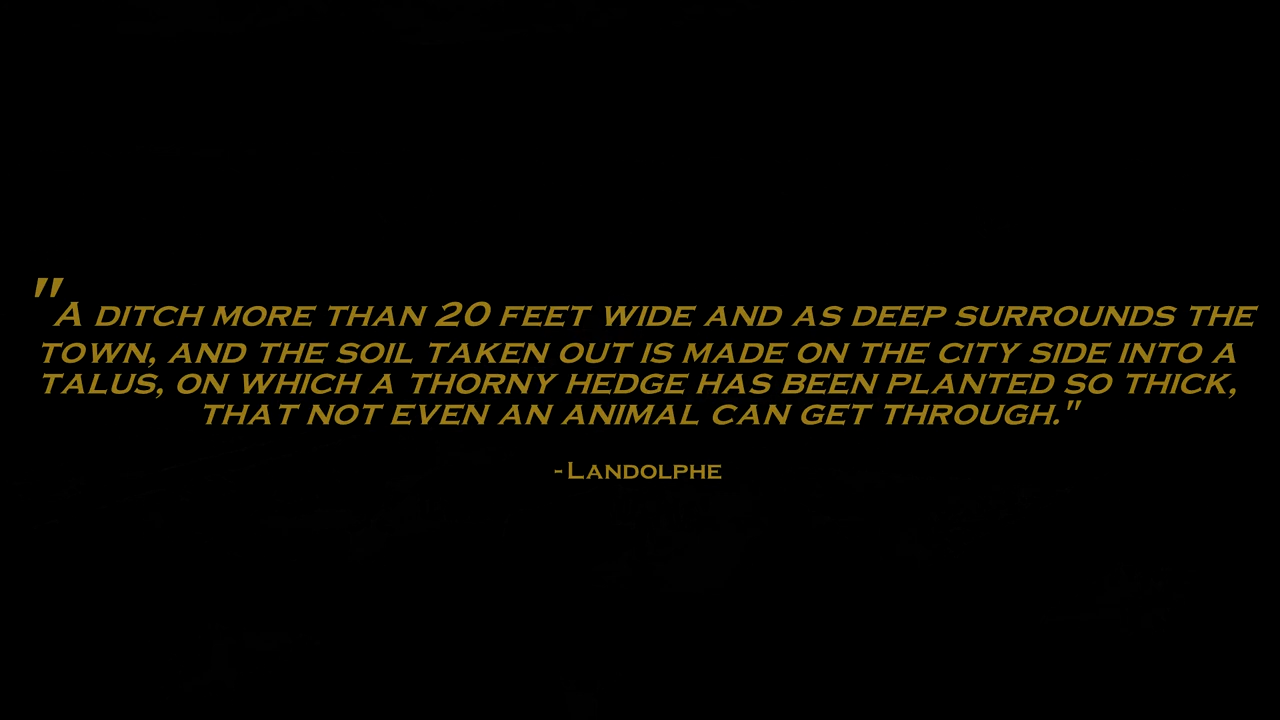 "A DITCH MORE THAN 20 FEET WIDE AND AS DEEP SURROUNDS THE
TOWN, AND THE SOIL TAKEN OUT IS MADE ON THE CITY SIDE INTO A
TALUS, ON WHICH A THORNY HEDGE HAS BEEN PLANTED SO THICK,
THAT NOT EVEN AN ANIMAL CAN GET THROUGH."
-LANDOLPHE